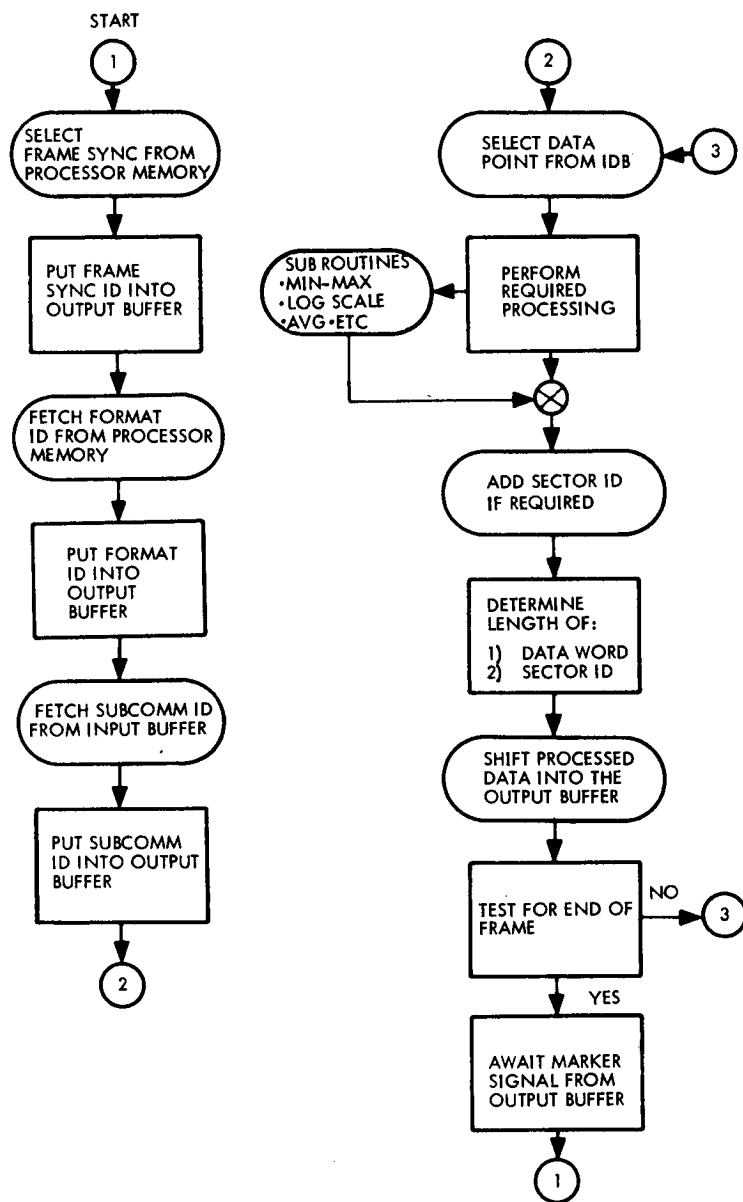 START
1
SELECT
FRAME SYNC FROM
PROCESSOR MEMORY
PUT FRAME
SYNC ID INTO
OUTPUT BUFFER
FETCH FORMAT
ID FROM PROCESSOR
MEMORY
PUT FORMAT
ID INTO
OUTPUT
BUFFER
FETCH SUBCOMM ID
FROM INPUT BUFFER
PUT SUBCOMM
ID INTO OUTPUT
BUFFER
2
2
SELECT DATA
POINT FROM IDB
3
SUB ROUTINES
•MIN-MAX
•LOG SCALE
•AVG•ETC
PERFORM
REQUIRED
PROCESSING
ADD SECTOR ID
IF REQUIRED
DETERMINE
LENGTH OF:
1) DATA WORD
2) SECTOR ID
SHIFT PROCESSED
DATA INTO THE
OUTPUT BUFFER
TEST FOR END OF
FRAME
NO
3
YES
AWAIT MARKER
SIGNAL FROM
OUTPUT BUFFER
1